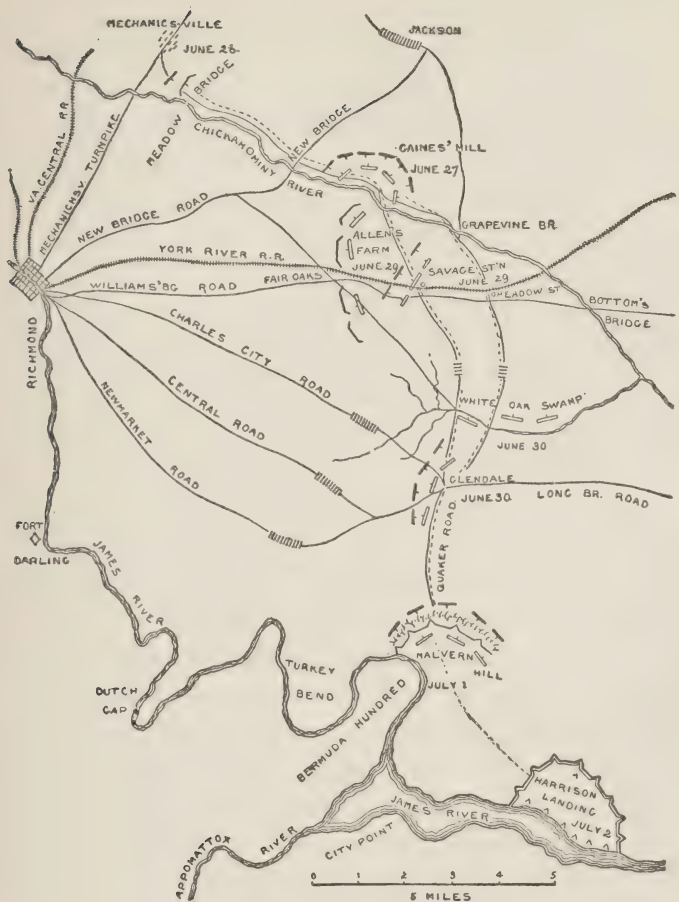 MECHANICS-VILLE
JUNE 28
JACKSON
VA. CENTRAL R.R.
MECHANICSV. TURNPIKE
MEADOW BRIDGE
CHICKAHOMINY
RIVER
NEW BRIDGE
GAINES' MILL
JUNE 27
NEW BRIDGE ROAD
GRAPEVINE BR.
ALLEN'S
FARM
JUNE 29
YORK RIVER R.R.
SAVAGE ST'N
JUNE 29
WILLIAMS'BG ROAD
FAIR OAKS
MEADOW ST.
BOTTOM'S
BRIDGE
RICHMOND
CHARLES CITY ROAD
CENTRAL ROAD
NEWMARKET ROAD
WHITE OAK SWAMP
JUNE 30
GLENDALE
JUNE 30
LONG BR. ROAD
QUAKER ROAD
FORT
DARLING
JAMES RIVER
MALVERN
HILL
JULY 1
DUTCH
GAP
TURKEY
BEND
BERMUDA HUNDRED
HARRISON
LANDING
JULY 2
JAMES RIVER
CITY POINT
APPOMATTOX RIVER
0 1 2 3 4 5
5 MILES